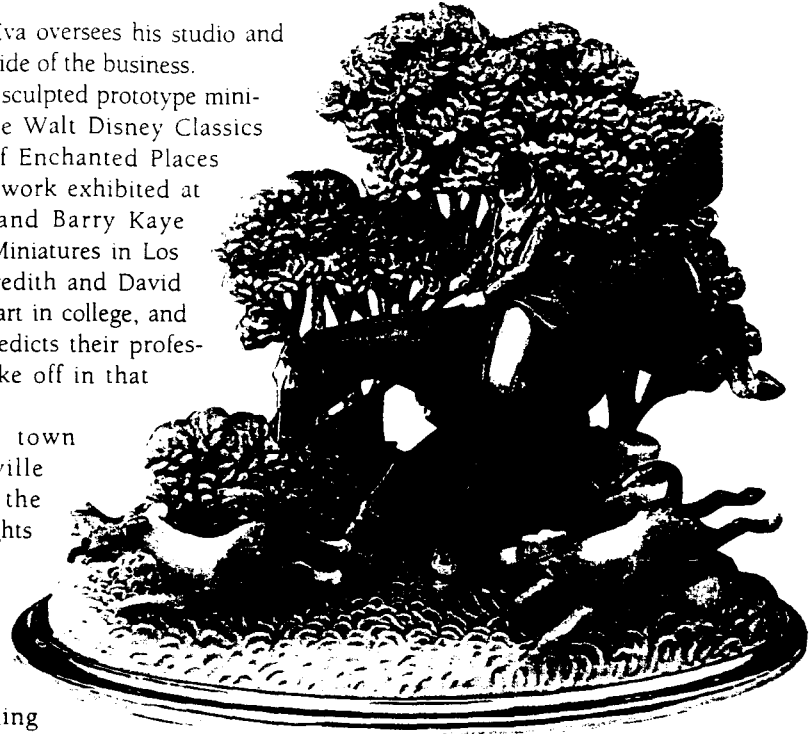 va oversees his studio and
ide of the business.
sculpted prototype mini-
e Walt Disney Classics
f Enchanted Places
work exhibited at
and Barry Kaye
Miniatures in Los
edith and David
art in college, and
edicts their profes-
ke off in that
town
ville
the
hts
ing